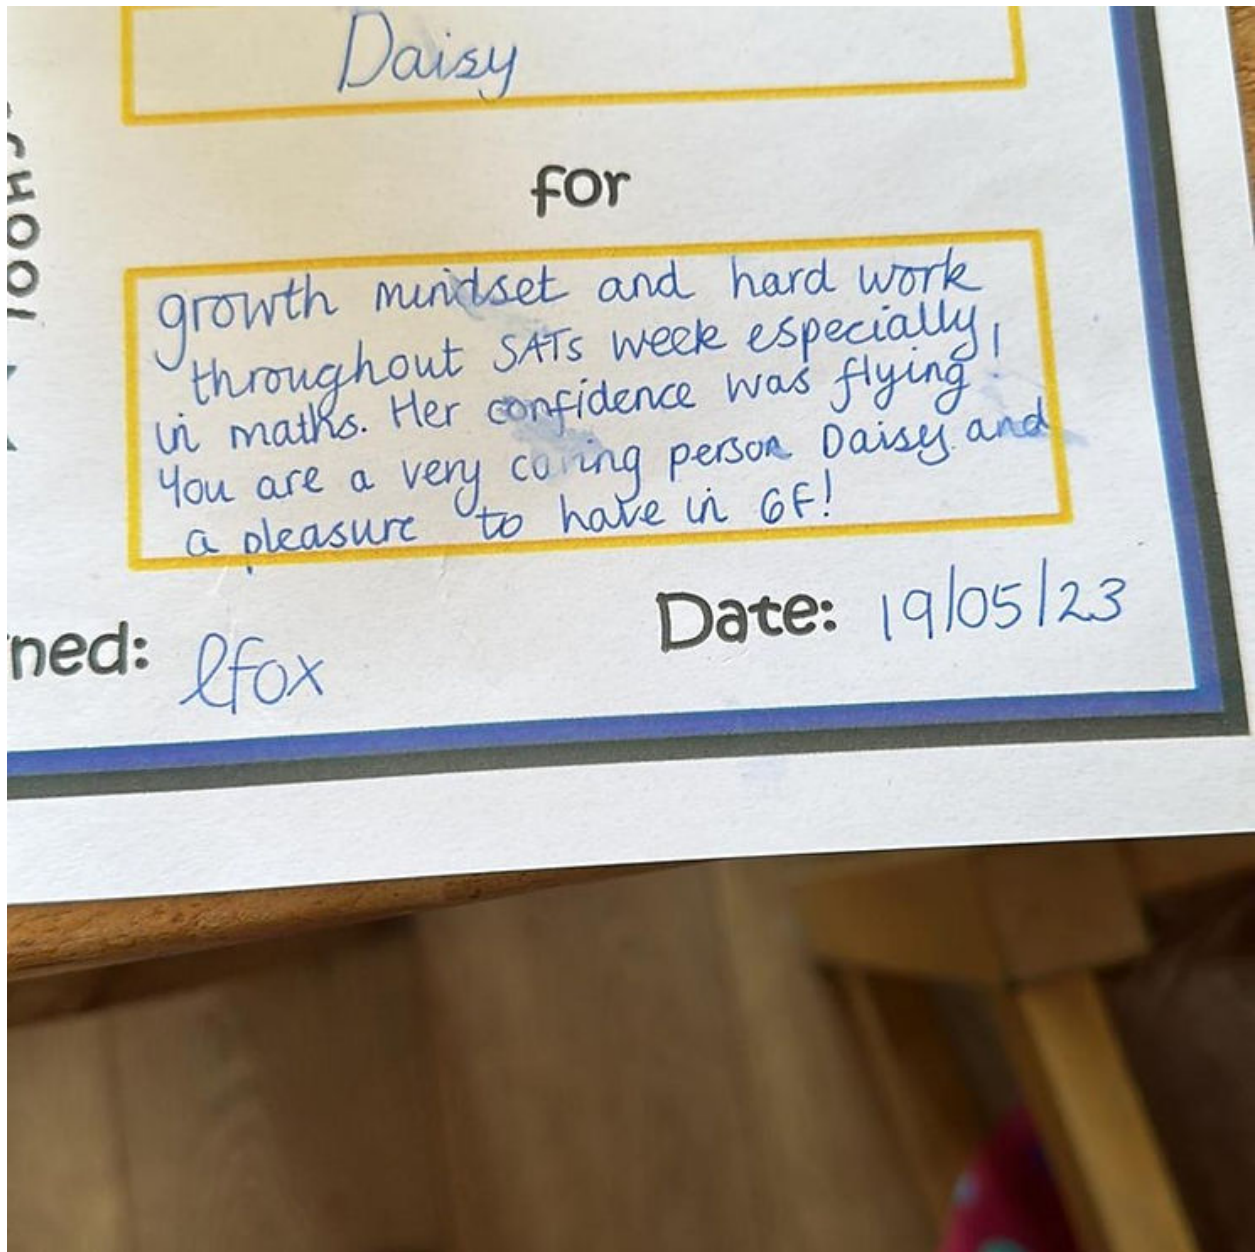 Daisy
for
growth mindset and hard work
throughout SATs week especially
in maths. Her confidence was flying!
You are a very caring person Daisy and
a pleasure to have in 6F!
ned: lfox
Date: 19/05/23